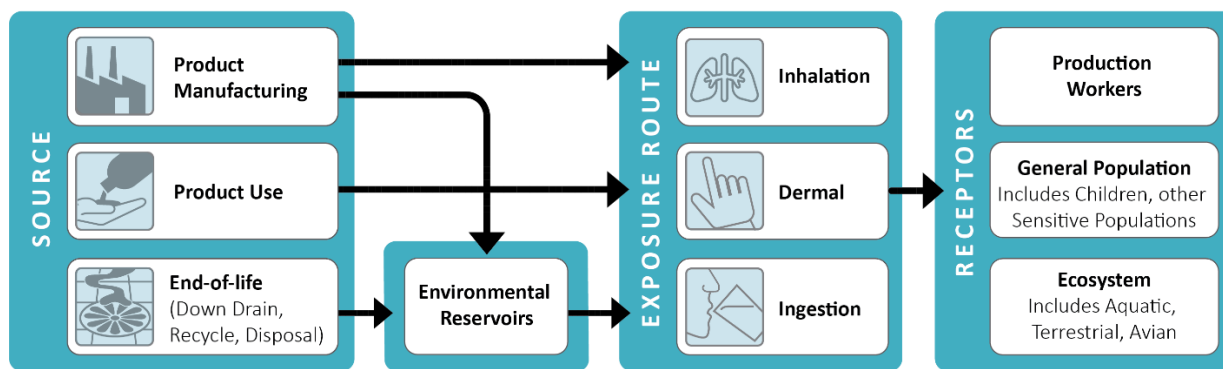 SOURCE
Product
Manufacturing
Product Use
End-of-life
(Down Drain,
Recycle, Disposal)
Environmental
Reservoirs
EXPOSURE ROUTE
Inhalation
Dermal
Ingestion
RECEPTORS
Production
Workers
General Population
Includes Children, other
Sensitive Populations
Ecosystem
Includes Aquatic,
Terrestrial, Avian